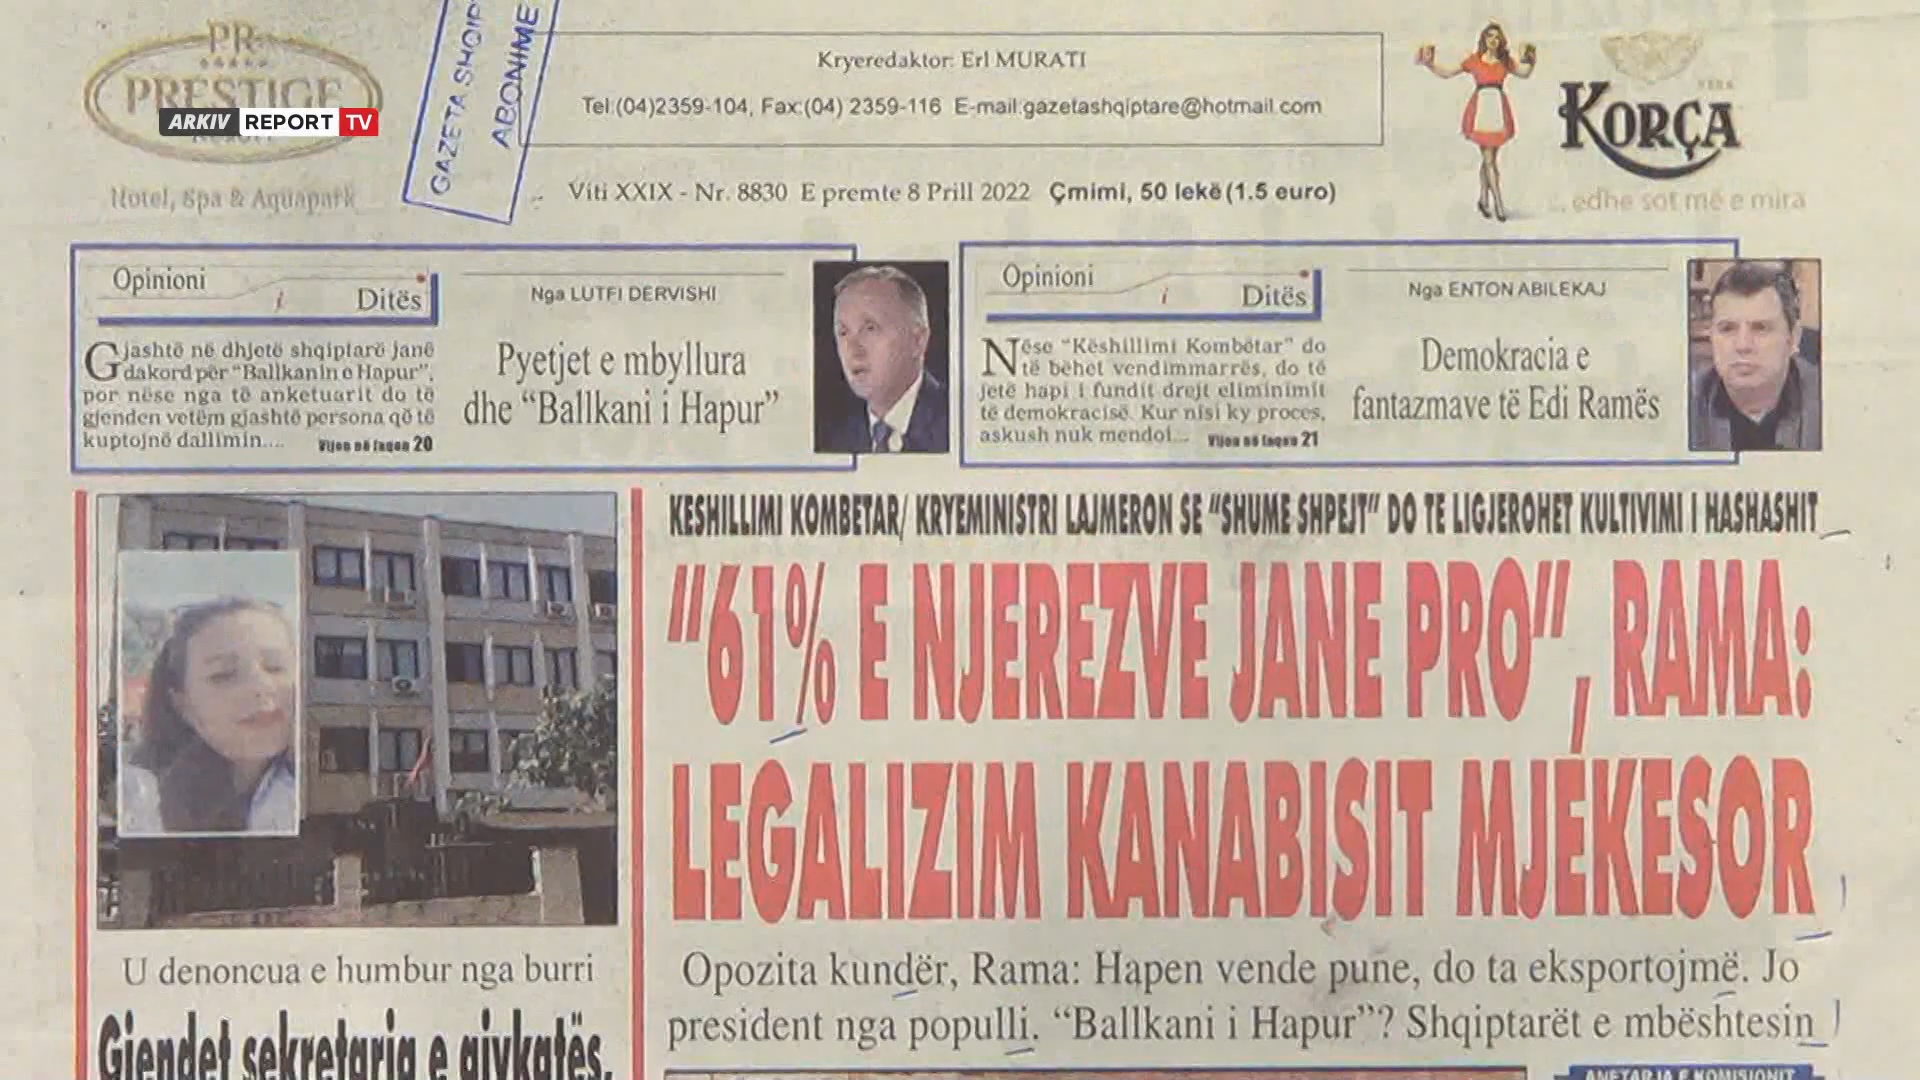 PR
PRESTIGE
RESORT
Hotel, Spa & Aquapark
ARKIV REPORT TV
GAZETA SHQIP
ABONIME
Kryeredaktor: Erl MURATI
Tel:(04)2359-104, Fax:(04) 2359-116 E-mail:gazetashqiptare@hotmail.com
Viti XXIX - Nr. 8830 E premte 8 Prill 2022 Çmimi, 50 lekë (1.5 euro)
KORÇA
... edhe sot më e mira
Opinioni
i
Ditës
Gjashtë në dhjetë shqiptarë janë
dakord për "Ballkanin e Hapur",
por nëse nga të anketuarit do të
gjenden vetëm gjashtë persona që të
kuptojnë dallimin.... Vijon në faqen 20
Nga LUTFI DERVISHI
Pyetjet e mbyllura
dhe "Ballkani i Hapur"
Opinioni
i
Ditës
Nëse "Këshillimi Kombëtar" do
të bëhet vendimmarrës, do të
jetë hapi i fundit drejt eliminimit
të demokracisë. Kur nisi ky proces,
askush nuk mendoi... Vijon në faqen 21
Nga ENTON ABILEKAJ
Demokracia e
fantazmave të Edi Ramës
KESHILLIMI KOMBETAR/ KRYEMINISTRI LAJMERON SE "SHUME SHPEJT" DO TE LIGJEROHET KULTIVIMI I HASHASHIT
"61% E NJEREZVE JANE PRO", RAMA:
LEGALIZIM KANABISIT MJEKESOR
Opozita kundër, Rama: Hapen vende pune, do ta eksportojmë. Jo
president nga populli. "Ballkani i Hapur"? Shqiptarët e mbështesin
U denoncua e humbur nga burri
Gjendet sekretarja e gjykatës,
ANETARJA E KOMISIONIT